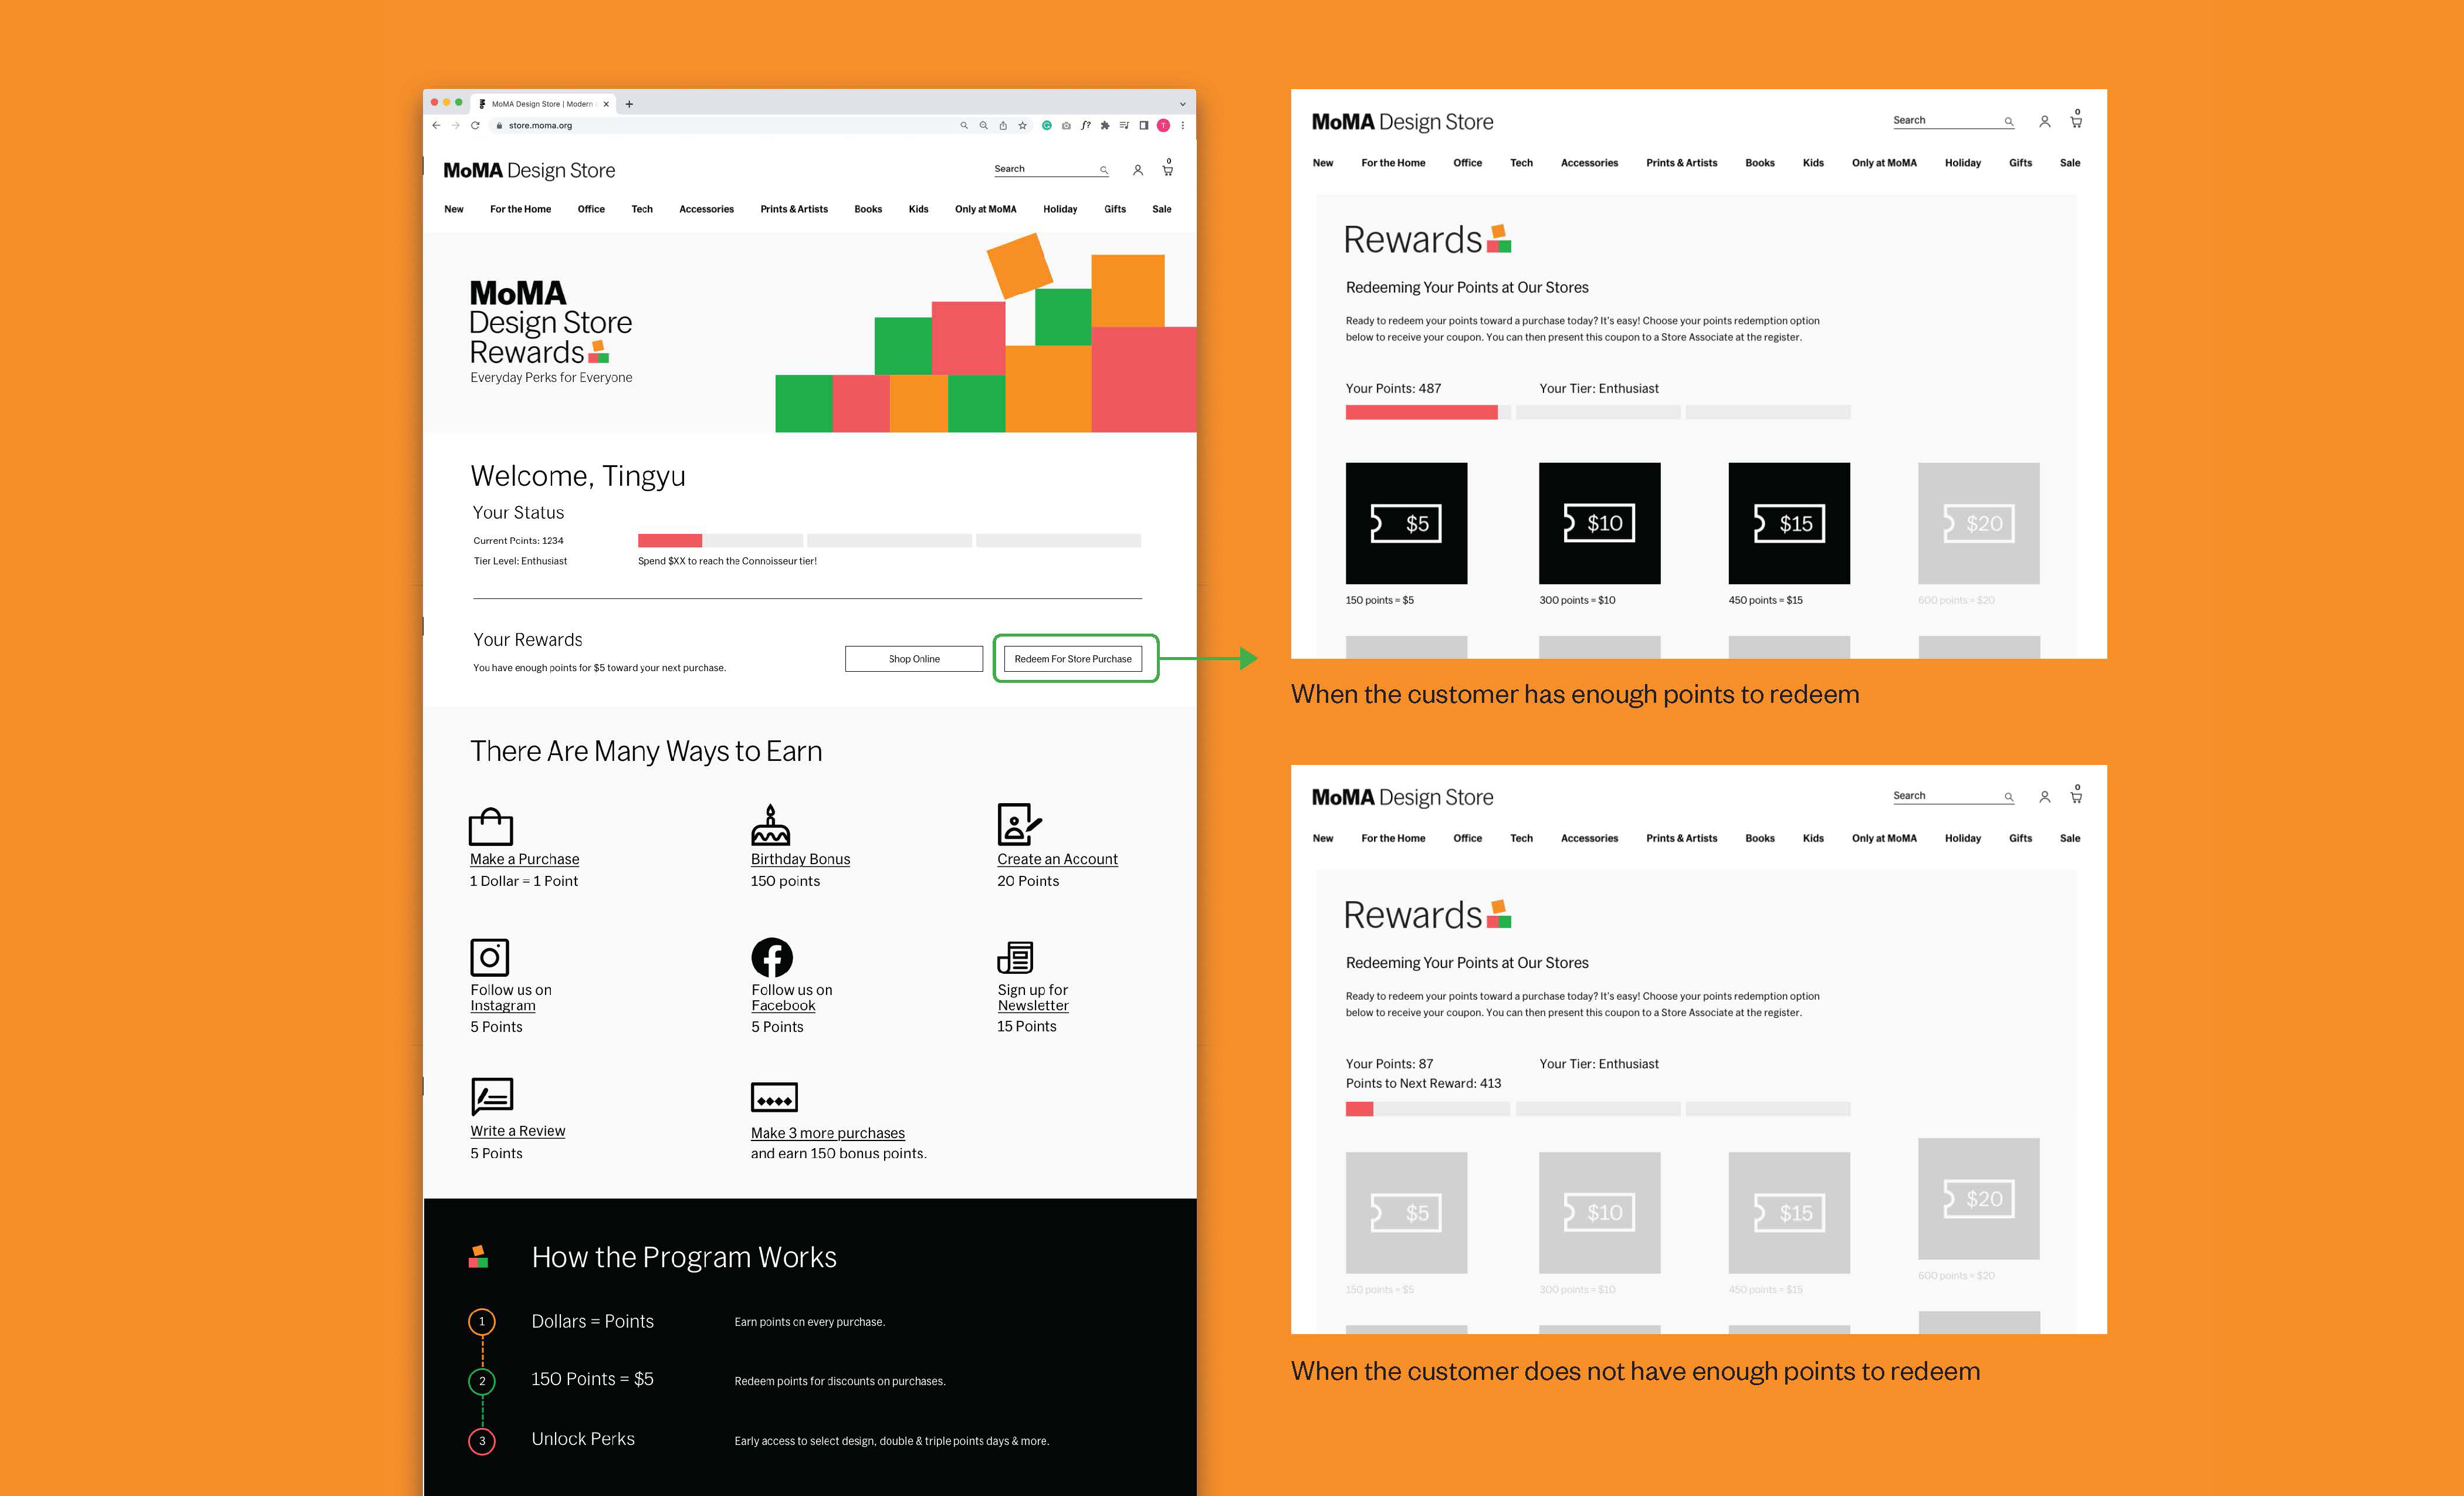 MoMA Design Store | Modern
store.moma.org
T
MoMA Design Store
Search
0
New For the Home Office Tech Accessories Prints & Artists Books Kids Only at MoMA Holiday Gifts Sale
MoMA
Design Store
Rewards
Everyday Perks for Everyone
Welcome, Tingyu
Your Status
Current Points: 1234
Tier Level: Enthusiast
Spend $XX to reach the Connoisseur tier!
Your Rewards
You have enough points for $5 toward your next purchase.
Shop Online
Redeem For Store Purchase
There Are Many Ways to Earn
Make a Purchase
1 Dollar = 1 Point
Birthday Bonus
150 points
Create an Account
20 Points
Follow us on
Instagram
5 Points
Follow us on
Facebook
5 Points
Sign up for
Newsletter
15 Points
Write a Review
5 Points
Make 3 more purchases
and earn 150 bonus points.
How the Program Works
1 Dollars = Points Earn points on every purchase.
2 150 Points = $5 Redeem points for discounts on purchases.
3 Unlock Perks Early access to select design, double & triple points days & more.
MoMA Design Store
Search
0
New For the Home Office Tech Accessories Prints & Artists Books Kids Only at MoMA Holiday Gifts Sale
Rewards
Redeeming Your Points at Our Stores
Ready to redeem your points toward a purchase today? It's easy! Choose your points redemption option
below to receive your coupon. You can then present this coupon to a Store Associate at the register.
Your Points: 487 Your Tier: Enthusiast
$5 $10 $15 $20
150 points = $5 300 points = $10 450 points = $15 600 points = $20
When the customer has enough points to redeem
MoMA Design Store
Search
0
New For the Home Office Tech Accessories Prints & Artists Books Kids Only at MoMA Holiday Gifts Sale
Rewards
Redeeming Your Points at Our Stores
Ready to redeem your points toward a purchase today? It's easy! Choose your points redemption option
below to receive your coupon. You can then present this coupon to a Store Associate at the register.
Your Points: 87 Your Tier: Enthusiast
Points to Next Reward: 413
$5 $10 $15 $20
150 points = $5 300 points = $10 450 points = $15 600 points = $20
When the customer does not have enough points to redeem